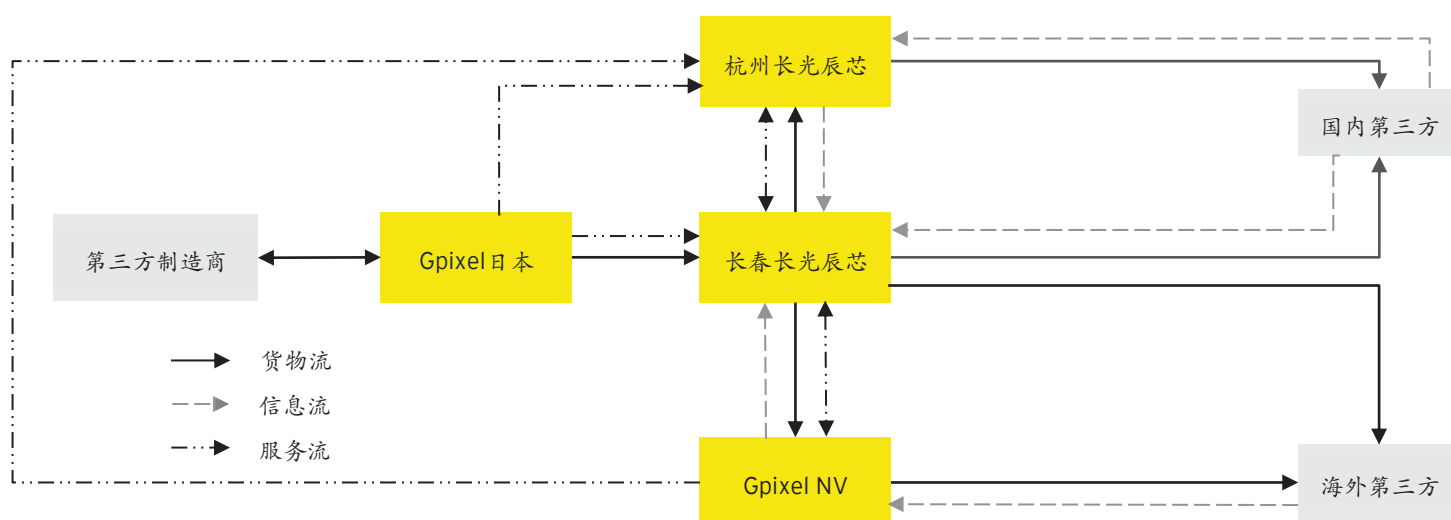 杭州长光辰芯
国内第三方
第三方制造商
Gpixel日本
长春长光辰芯
货物流
信息流
服务流
Gpixel NV
海外第三方